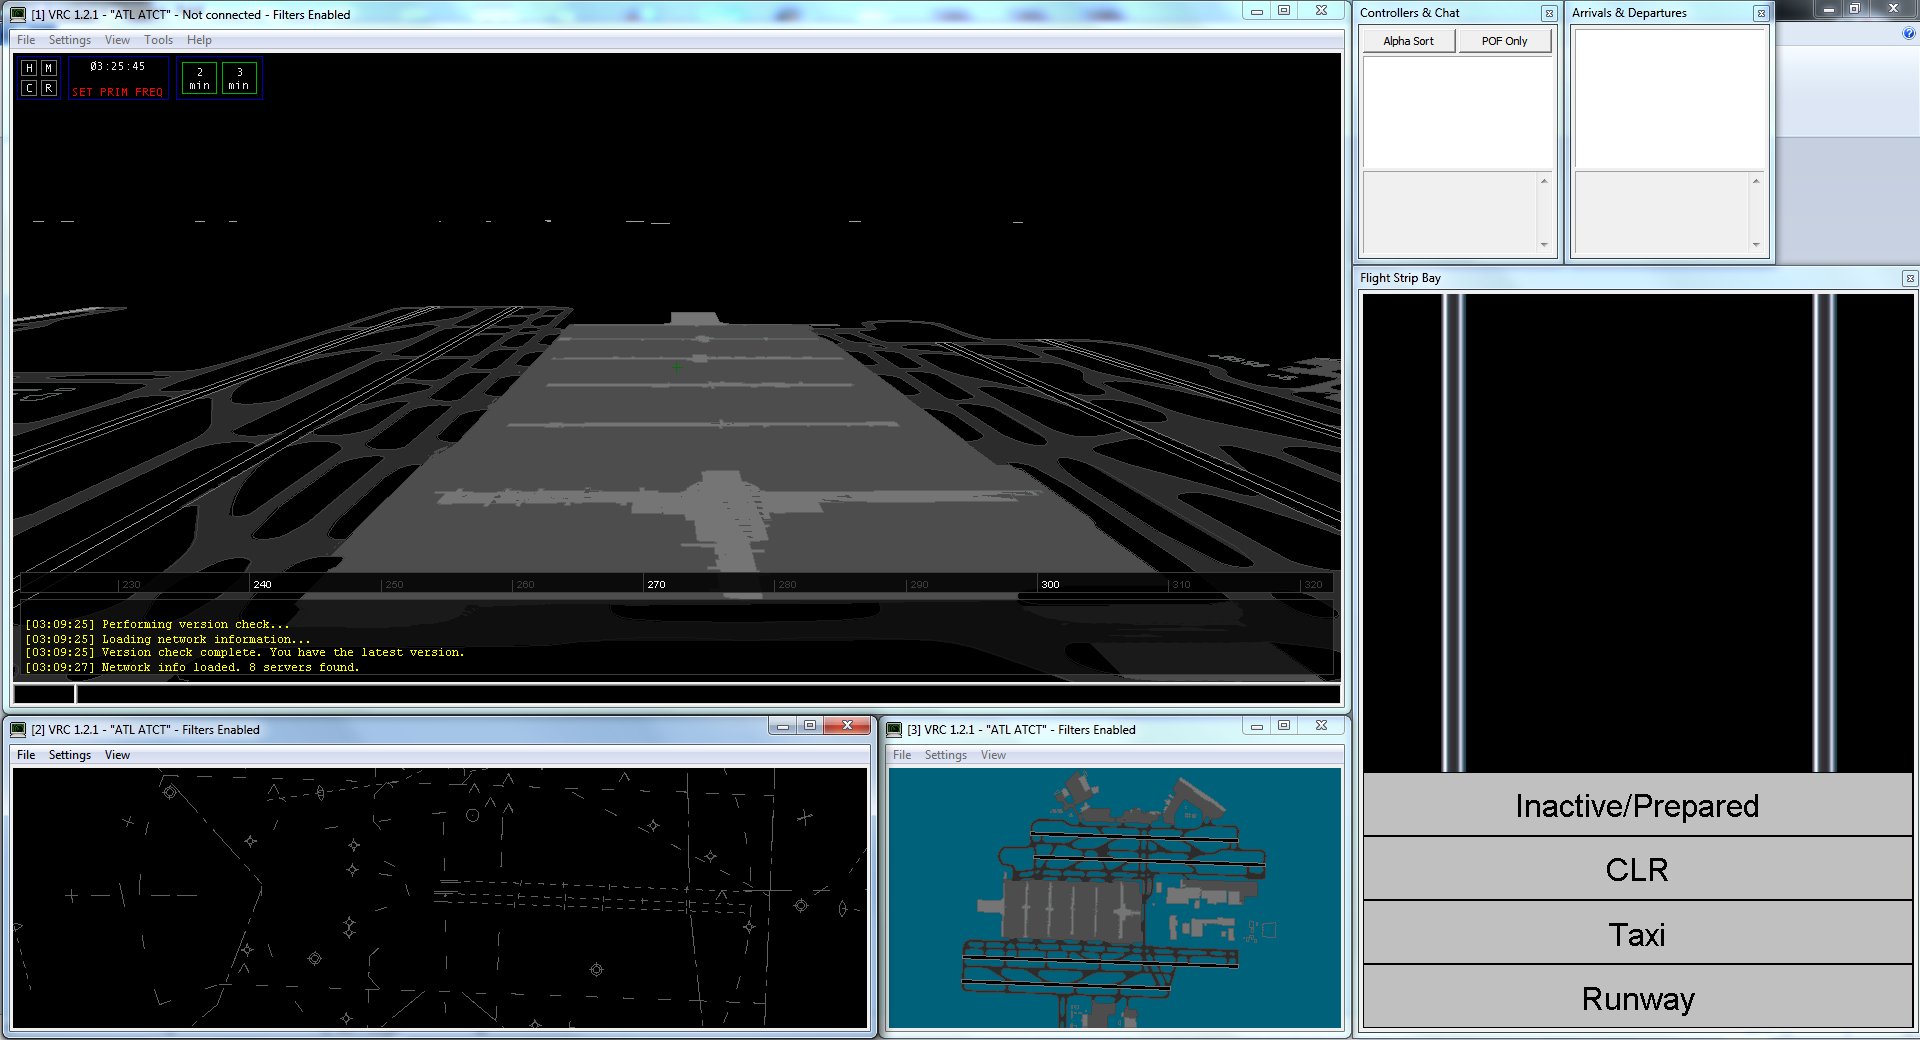 [1] VRC 1.2.1 - "ATL ATCT" - Not connected - Filters Enabled
File Settings View Tools Help
H M
C R
03:25:45
SET PRIM FREQ
2 min
3 min
230 240 250 260 270 280 290 300 310 320
[03:09:25] Performing version check...
[03:09:25] Loading network information...
[03:09:25] Version check complete. You have the latest version.
[03:09:27] Network info loaded. 8 servers found.
Controllers & Chat
Alpha Sort POF Only
Arrivals & Departures
Flight Strip Bay
Inactive/Prepared
CLR
Taxi
Runway
[2] VRC 1.2.1 - "ATL ATCT" - Filters Enabled
File Settings View
[3] VRC 1.2.1 - "ATL ATCT" - Filters Enabled
File Settings View